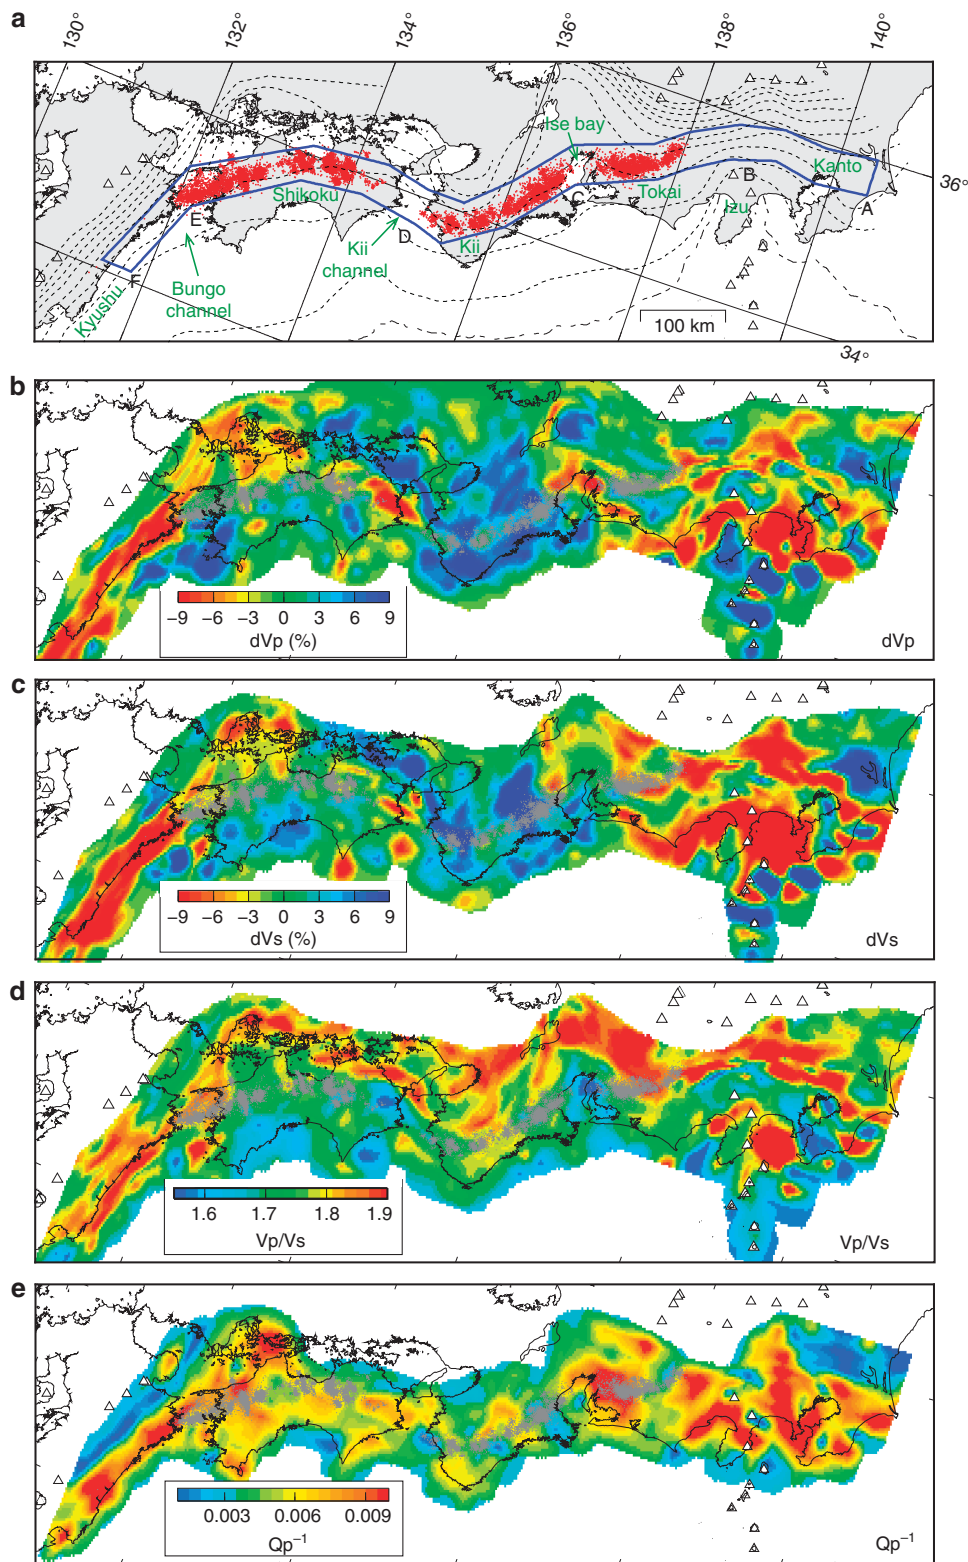 a
130°
132°
134°
136°
138°
140°
Ise bay
Kanto
36°
B
Shikoku
C
Tokai
Izu
A
E
D
Kii
Kii
channel
F
Bungo
channel
Kyushu
100 km
34°
b
−9 −6 −3 0 3 6 9
dVp (%)
dVp
c
−9 −6 −3 0 3 6 9
dVs (%)
dVs
d
1.6 1.7 1.8 1.9
Vp/Vs
Vp/Vs
e
0.003 0.006 0.009
Qp⁻¹
Qp⁻¹